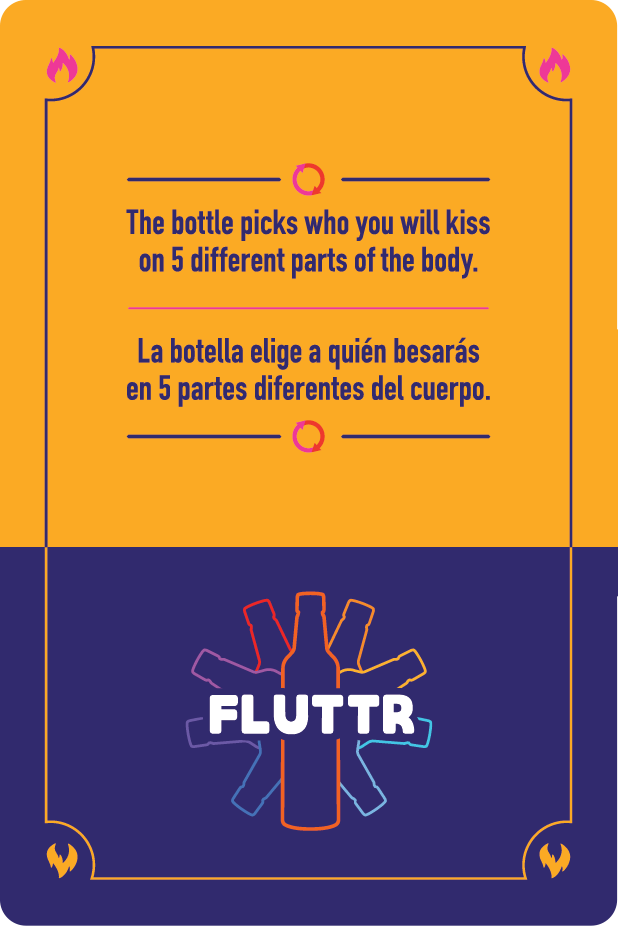 The bottle picks who you will kiss
on 5 different parts of the body.
La botella elige a quién besarás
en 5 partes diferentes del cuerpo.
FLUTTR